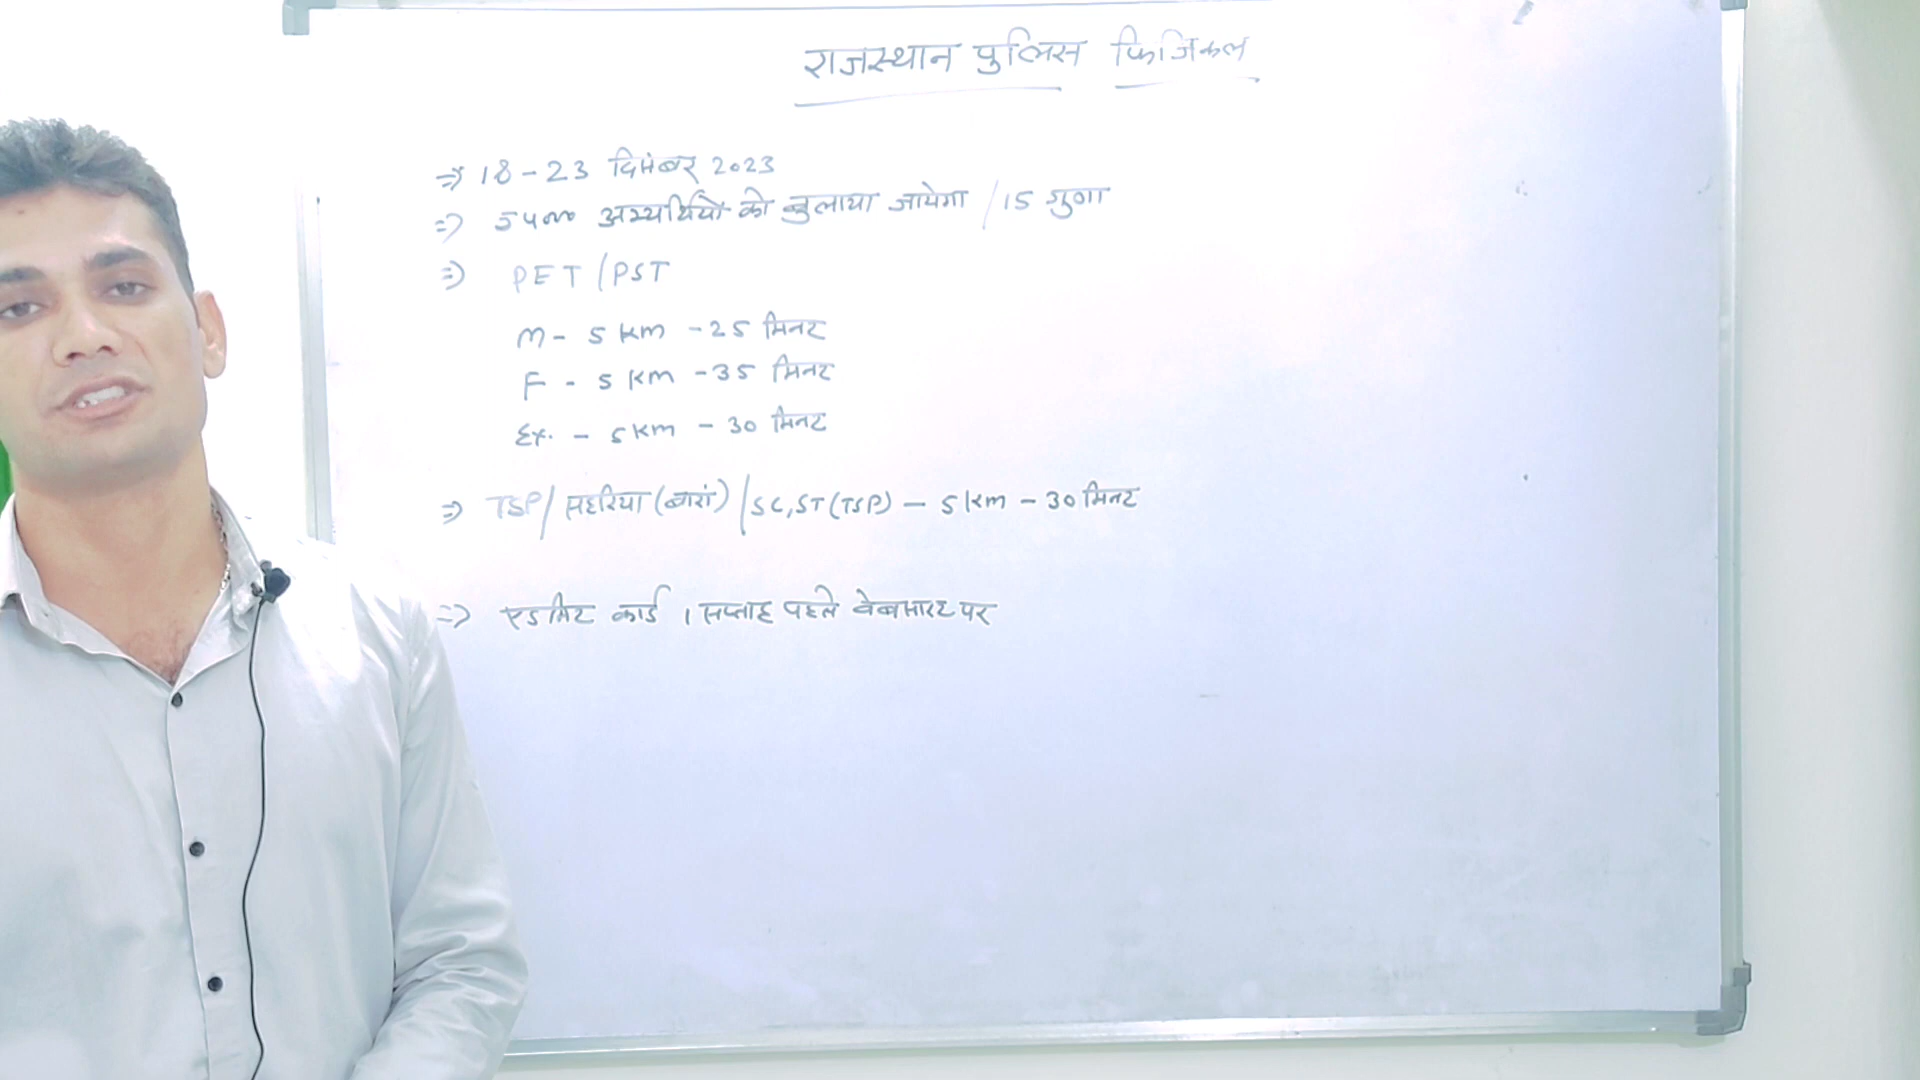 राजस्थान पुलिस फिजिकल
=> 18 - 23 दिसंबर 2023
=> 54000 अभ्यर्थियों को बुलाया जायेगा / 15 गुणा
=> PET / PST
M - 5 km - 25 मिनट
F - 5 km - 35 मिनट
Ex. - 5 km - 30 मिनट
=> TSP / सहरिया (बारां) / SC, ST (TSP) - 5 km - 30 मिनट
=> एडमिट कार्ड 1 सप्ताह पहले वेबसाइट पर